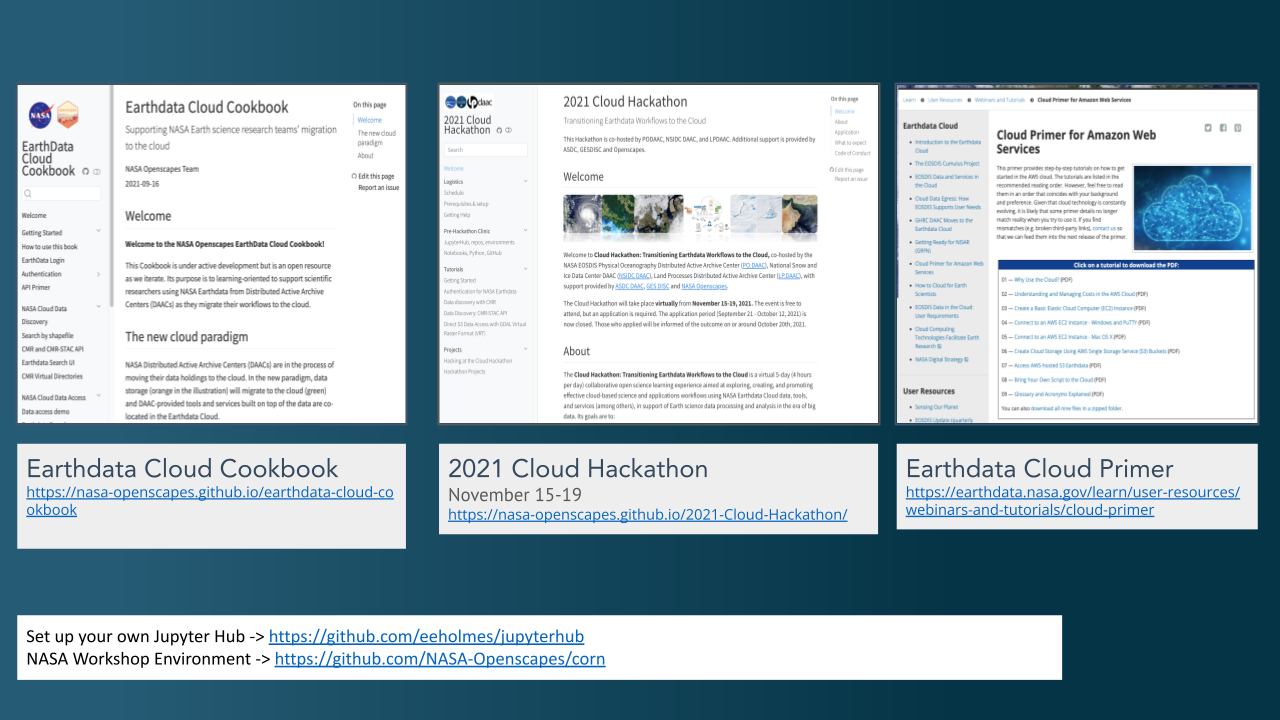 NASA
EarthData
Cloud
Cookbook
Welcome
Getting Started
How to use this book
EarthData Login
Authentication
API Primer
NASA Cloud Data
Discovery
Search by shapefile
CMR and CMR-STAC API
Earthdata Search UI
CMR Virtual Directories
NASA Cloud Data Access
Data access demo
Earthdata Cloud Cookbook
Supporting NASA Earth science research teams' migration
to the cloud
NASA Openscapes Team
2021-09-16
Welcome
Welcome to the NASA Openscapes EarthData Cloud Cookbook!
This Cookbook is under active development but is an open resource
as we iterate. Its purpose is to learning-oriented to support scientific
researchers using NASA Earthdata from Distributed Active Archive
Centers (DAACs) as they migrate their workflows to the cloud.
The new cloud paradigm
NASA Distributed Active Archive Centers (DAACs) are in the process of
moving their data holdings to the cloud. In the new paradigm, data
storage (orange in the illustration) will migrate to the cloud (green)
and DAAC-provided tools and services built on top of the data are co-
located in the Earthdata Cloud.
On this page
Welcome
The new cloud
paradigm
About
Edit this page
Report an issue
daac
2021 Cloud
Hackathon
Search
Welcome
Logistics
Schedule
Prerequisites & setup
Getting Help
Pre-Hackathon Clinic
JupyterHub, repos, environments
Notebooks, Python, GitHub
Tutorials
Getting Started
Authentication for NASA Earthdata
Data discovery with CMR
Data Discovery: CMR-STAC API
Direct S3 Data Access with GDAL Virtual
Raster Format (VRT)
Projects
Hacking at the Cloud Hackathon
Hackathon Projects
2021 Cloud Hackathon
Transitioning Earthdata Workflows to the Cloud
This Hackathon is co-hosted by PODAAC, NSIDC DAAC, and LPDAAC. Additional support is provided by
ASDC, GESDISC and Openscapes.
Welcome
Welcome to Cloud Hackathon: Transitioning Earthdata Workflows to the Cloud, co-hosted by the
NASA EOSDIS Physical Oceanography Distributed Active Archive Center (PO.DAAC), National Snow and
Ice Data Center DAAC (NSIDC DAAC), Land Processes Distributed Active Archive Center (LP.DAAC), with
support provided by ASDC DAAC, GES DISC and NASA Openscapes.
The Cloud Hackathon will take place virtually from November 15-19, 2021. The event is free to
attend, but an application is required. The application period (September 21 - October 12, 2021) is
now closed. Those who applied will be informed of the outcome on or around October 20th, 2021.
About
The Cloud Hackathon: Transitioning Earthdata Workflows to the Cloud is a virtual 5-day (4 hours
per day) collaborative open science learning experience aimed at exploring, creating, and promoting
effective cloud-based science and applications workflows using NASA Earthdata Cloud data, tools,
and services (among others), in support of Earth science data processing and analysis in the era of big
data. Its goals are to:
On this page
Welcome
About
Application
What to expect
Code of Conduct
Edit this page
Report an issue
Learn User Resources Webinars and Tutorials Cloud Primer for Amazon Web Services
Earthdata Cloud
Introduction to the Earthdata
Cloud
The EOSDIS Cumulus Project
EOSDIS Data and Services in
the Cloud
Cloud Data Egress: How
EOSDIS Supports User Needs
GHRC DAAC Moves to the
Earthdata Cloud
Getting Ready for NISAR
(GRFN)
Cloud Primer for Amazon Web
Services
How to Cloud for Earth
Scientists
EOSDIS Data in the Cloud:
User Requirements
Cloud Computing
Technologies Facilitate Earth
Research
NASA Digital Strategy
User Resources
Sensing Our Planet
EOSDIS Update Quarterly
Cloud Primer for Amazon Web
Services
This primer provides step-by-step tutorials on how to get
started in the AWS cloud. The tutorials are listed in the
recommended reading order. However, feel free to read
them in an order that coincides with your background
and preference. Given that cloud technology is constantly
evolving, it is likely that some primer details no longer
match reality when you try to use it. If you find
mismatches (e.g. broken third-party links), contact us so
that we can feed them into the next release of the primer.
Click on a tutorial to download the PDF:
01 — Why Use the Cloud? (PDF)
02 — Understanding and Managing Costs in the AWS Cloud (PDF)
03 — Create a Basic Elastic Cloud Computer (EC2) Instance (PDF)
04 — Connect to an AWS EC2 Instance - Windows and PuTTY (PDF)
05 — Connect to an AWS EC2 Instance - Mac OS X (PDF)
06 — Create Cloud Storage Using AWS Single Storage Service (S3) Buckets (PDF)
07 — Access AWS-hosted S3 Earthdata (PDF)
08 — Bring Your Own Script to the Cloud (PDF)
09 — Glossary and Acronyms Explained (PDF)
You can also download all nine files in a zipped folder.
Earthdata Cloud Cookbook
https://nasa-openscapes.github.io/earthdata-cloud-co
okbook
2021 Cloud Hackathon
November 15-19
https://nasa-openscapes.github.io/2021-Cloud-Hackathon/
Earthdata Cloud Primer
https://earthdata.nasa.gov/learn/user-resources/
webinars-and-tutorials/cloud-primer
Set up your own Jupyter Hub -> https://github.com/eeholmes/jupyterhub
NASA Workshop Environment -> https://github.com/NASA-Openscapes/corn